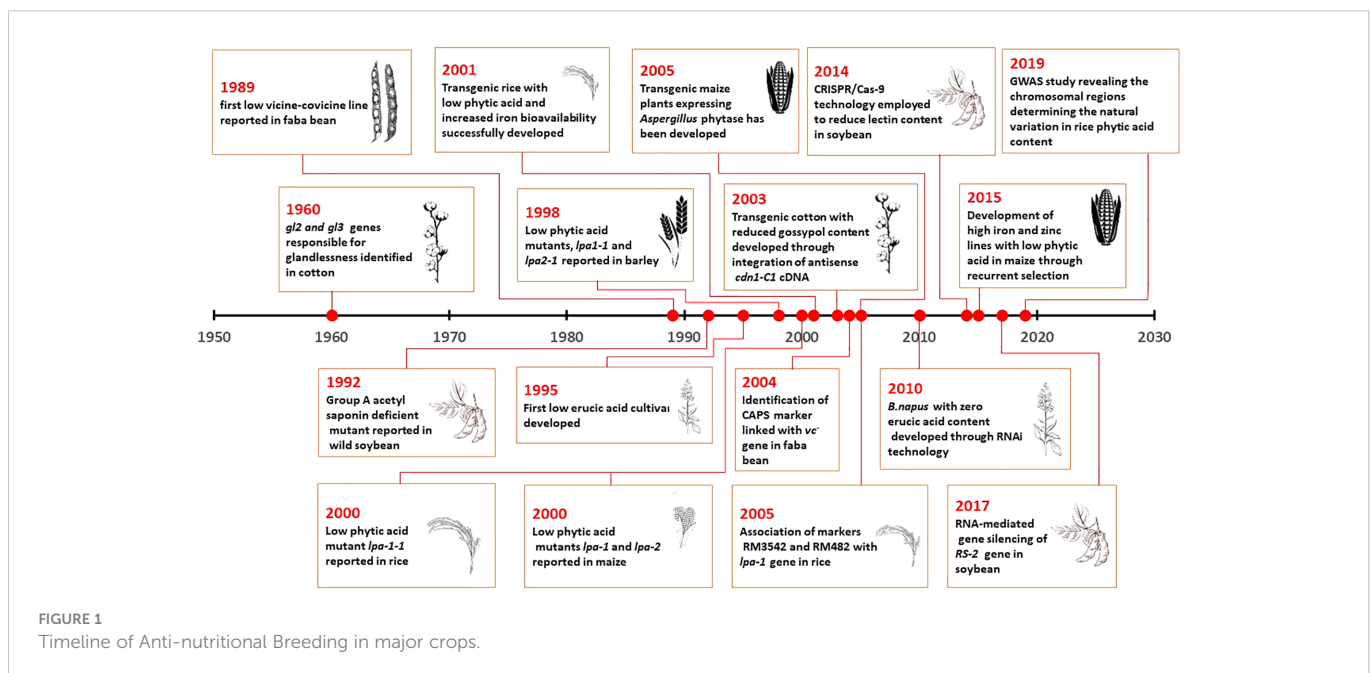 1989
first low vicine-covicine line
reported in faba bean
2001
Transgenic rice with
low phytic acid and
increased iron bioavailability
successfully developed
2005
Transgenic maize
plants expressing
Aspergillus phytase has
been developed
2014
CRISPR/Cas-9
technology employed
to reduce lectin content
in soybean
2019
GWAS study revealing the
chromosomal regions
determining the natural
variation in rice phytic acid
content
1960
gl2 and gl3 genes
responsible for
glandlessness identified
in cotton
1998
Low phytic acid
mutants, lpa1-1 and
lpa2-1 reported in barley
2003
Transgenic cotton with
reduced gossypol content
developed through
integration of antisense
cdn1-C1 cDNA
2015
Development of
high iron and zinc
lines with low phytic
acid in maize through
recurrent selection
1950 1960 1970 1980 1990 2000 2010 2020 2030
1992
Group A acetyl
saponin deficient
mutant reported in
wild soybean
1995
First low erucic acid cultivar
developed
2004
Identification of
CAPS marker
linked with vc-
gene in faba
bean
2010
B.napus with zero
erucic acid content
developed through RNAi
technology
2000
Low phytic acid
mutant lpa-1-1
reported in rice
2000
Low phytic acid
mutants lpa-1 and lpa-2
reported in maize
2005
Association of markers
RM3542 and RM482 with
lpa-1 gene in rice
2017
RNA-mediated
gene silencing of
RS-2 gene in
soybean
FIGURE 1
Timeline of Anti-nutritional Breeding in major crops.